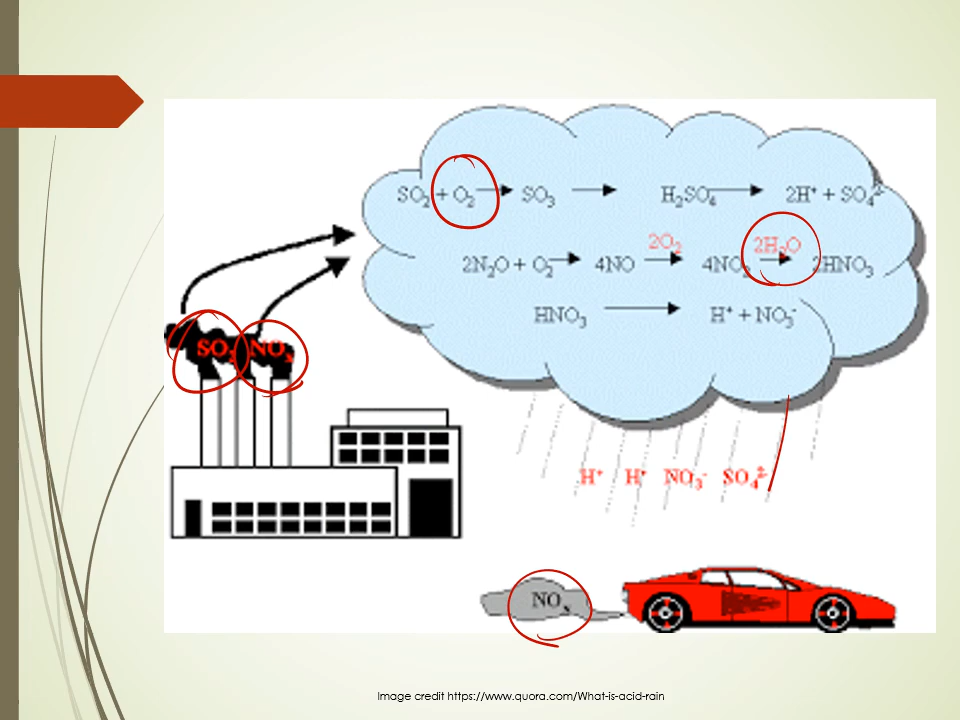 SO₂ + O₂ → SO₃ → H₂SO₄ → 2H⁺ + SO₄²⁻
2O₂ 2H₂O
2N₂O + O₂ → 4NO → 4NO₂ → 2HNO₃
HNO₃ → H⁺ + NO₃⁻
SO₂ NOₓ
H⁺ H⁺ NO₃⁻ SO₄²⁻
NOₓ
Image credit https://www.quora.com/What-is-acid-rain